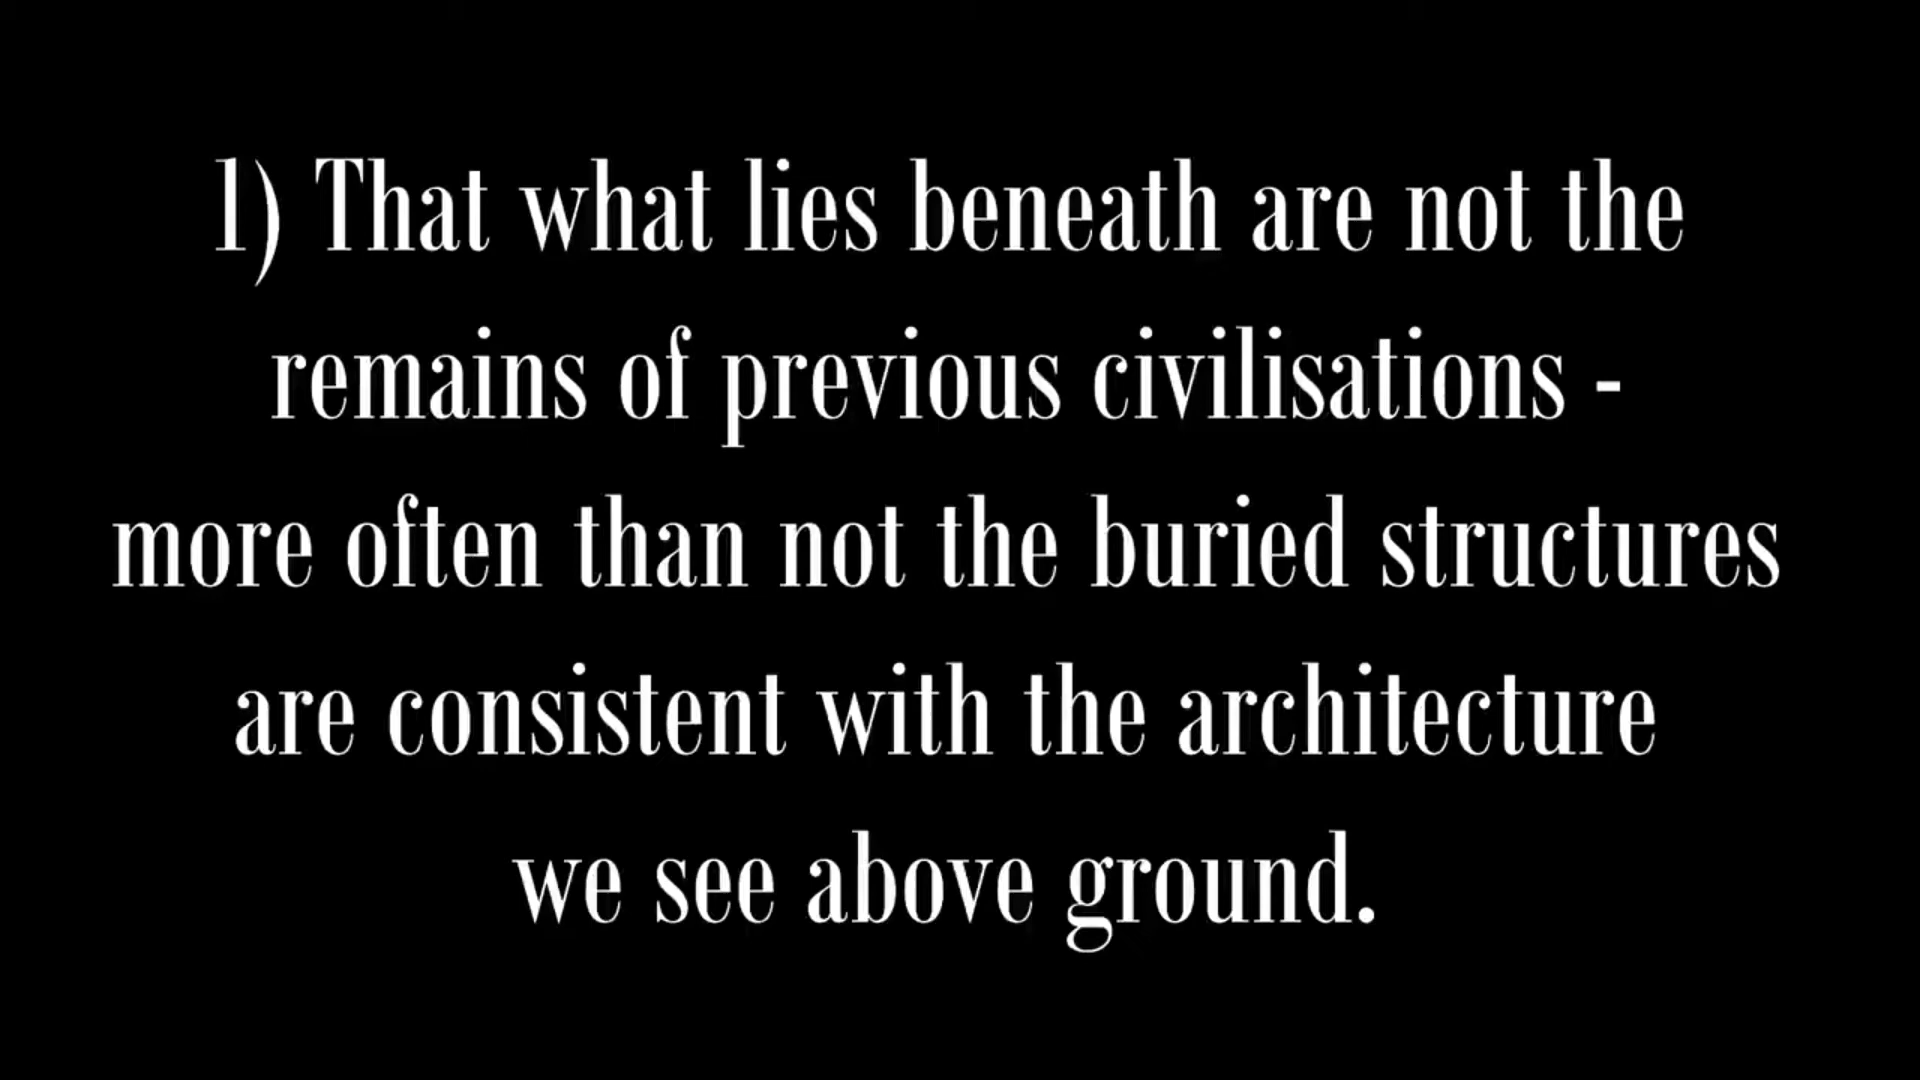 1) That what lies beneath are not the
remains of previous civilisations -
more often than not the buried structures
are consistent with the architecture
we see above ground.